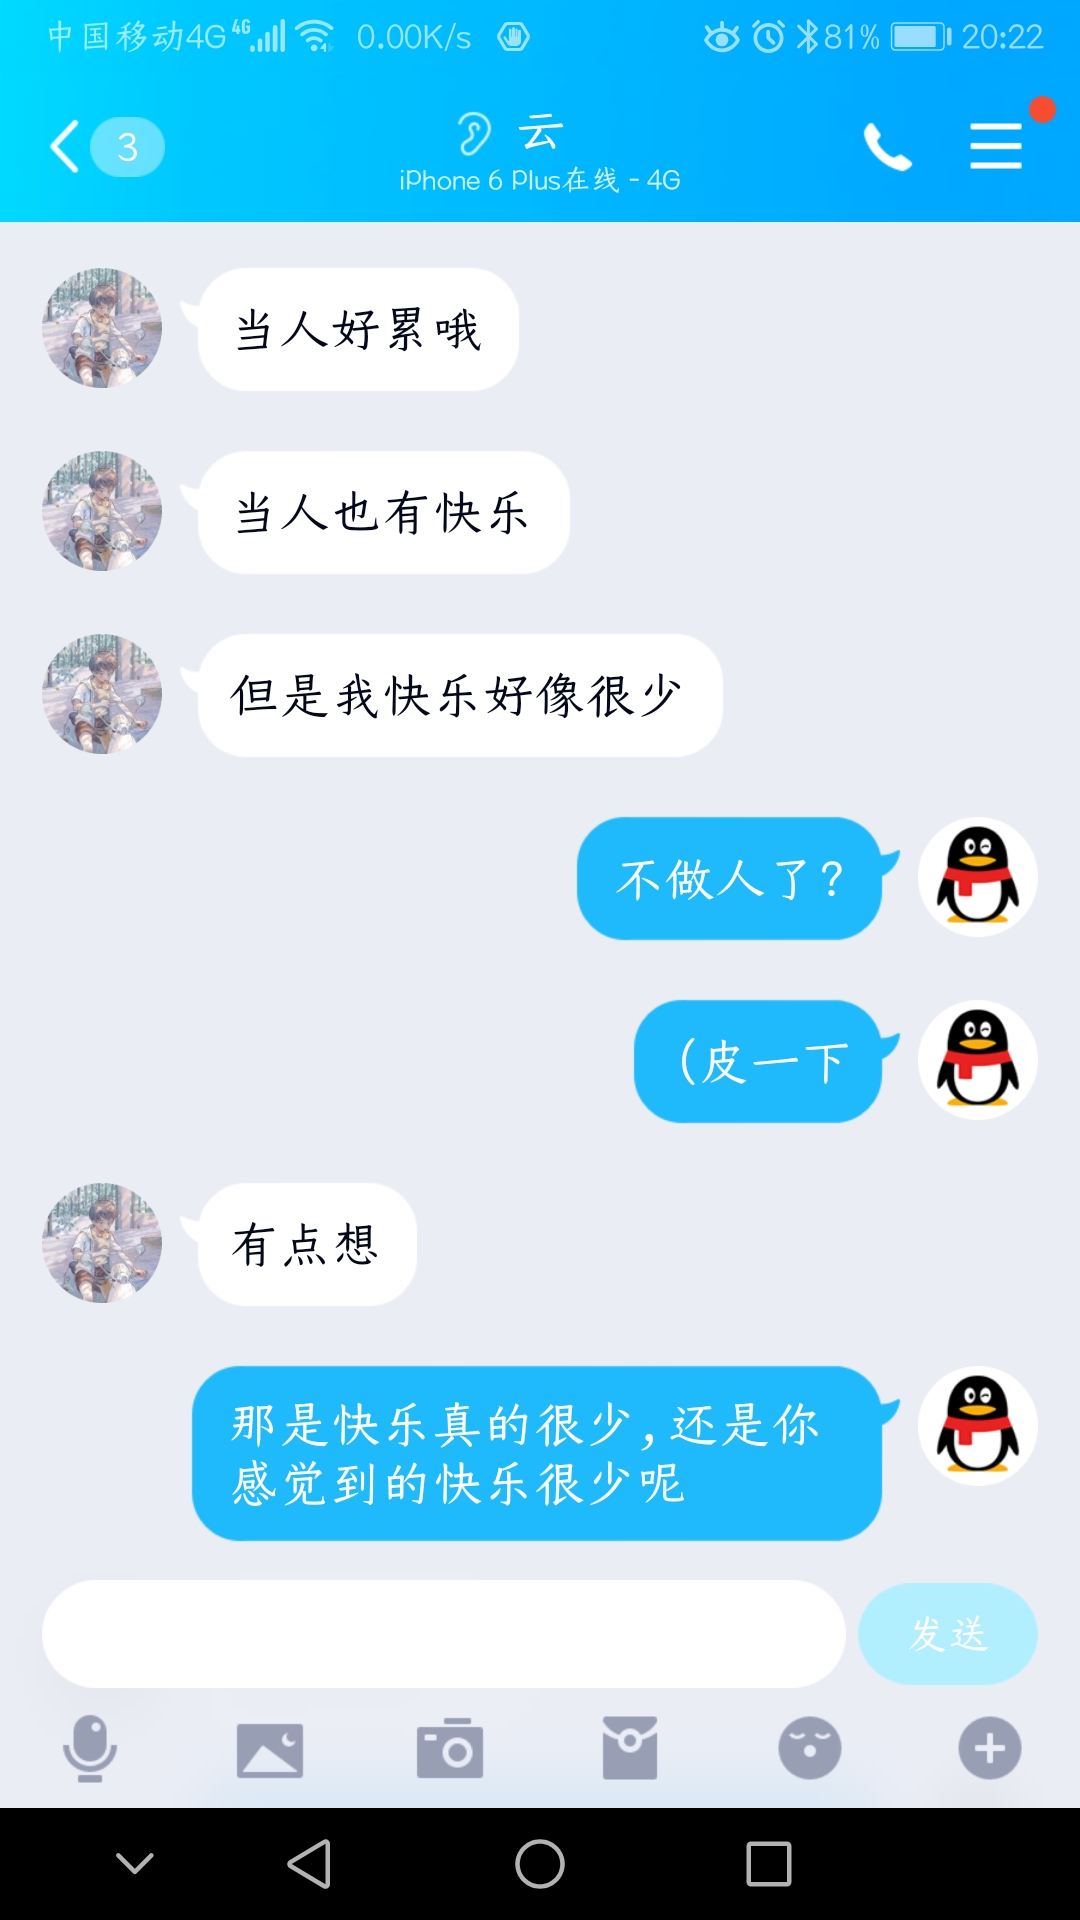 中国移动4G 4G 0.00K/s 81% 20:22
3
云
iPhone 6 Plus在线 - 4G
当人好累哦
当人也有快乐
但是我快乐好像很少
不做人了?
(皮一下
有点想
那是快乐真的很少,还是你
感觉到的快乐很少呢
发送